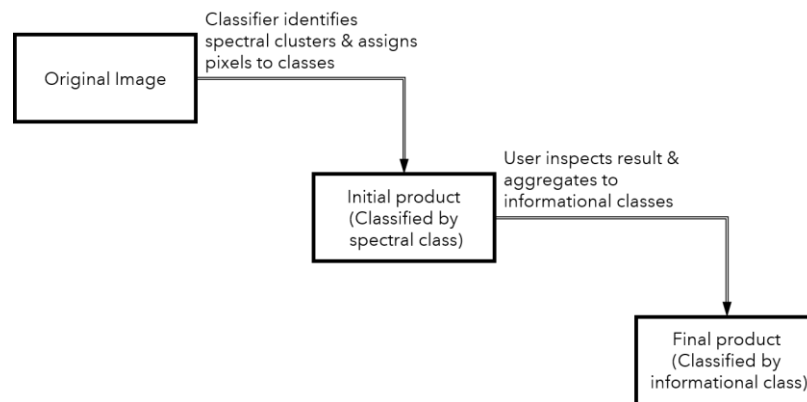 Classifier identifies
spectral clusters & assigns
pixels to classes
Original Image
User inspects result &
aggregates to
informational classes
Initial product
(Classified by
spectral class)
Final product
(Classified by
informational class)